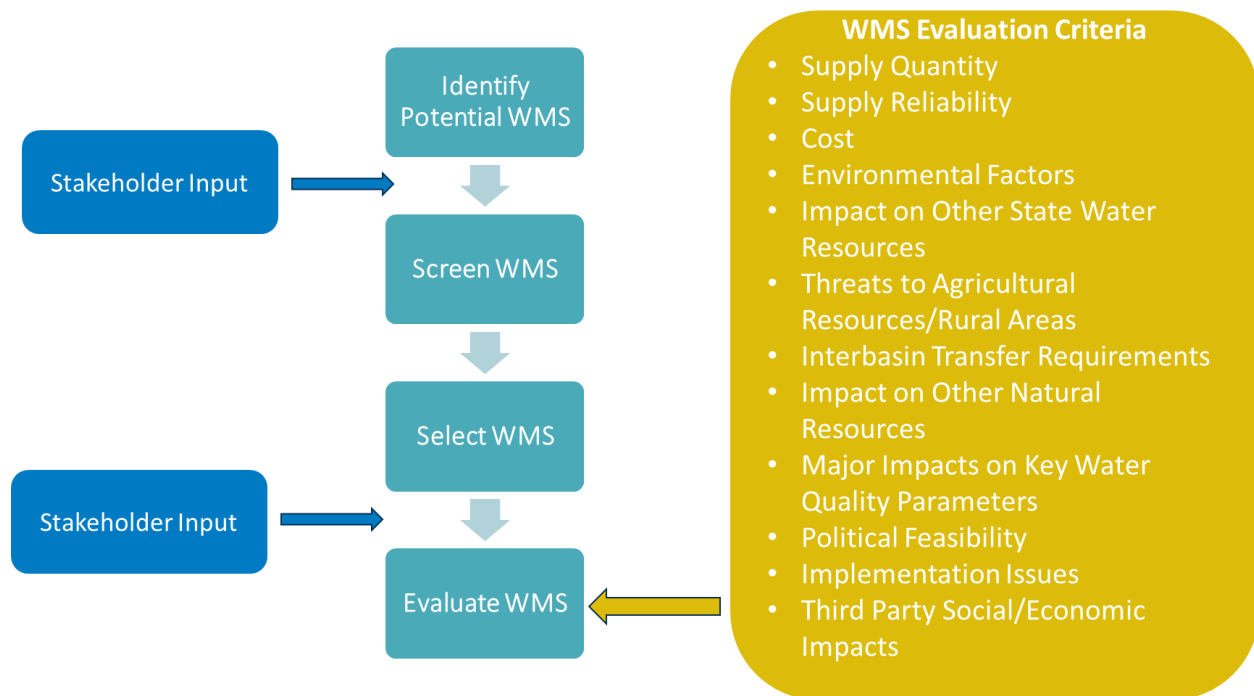 Identify
Potential WMS
Stakeholder Input
Screen WMS
Select WMS
Stakeholder Input
Evaluate WMS
WMS Evaluation Criteria
• Supply Quantity
• Supply Reliability
• Cost
• Environmental Factors
• Impact on Other State Water
Resources
• Threats to Agricultural
Resources/Rural Areas
• Interbasin Transfer Requirements
• Impact on Other Natural
Resources
• Major Impacts on Key Water
Quality Parameters
• Political Feasibility
• Implementation Issues
• Third Party Social/Economic
Impacts